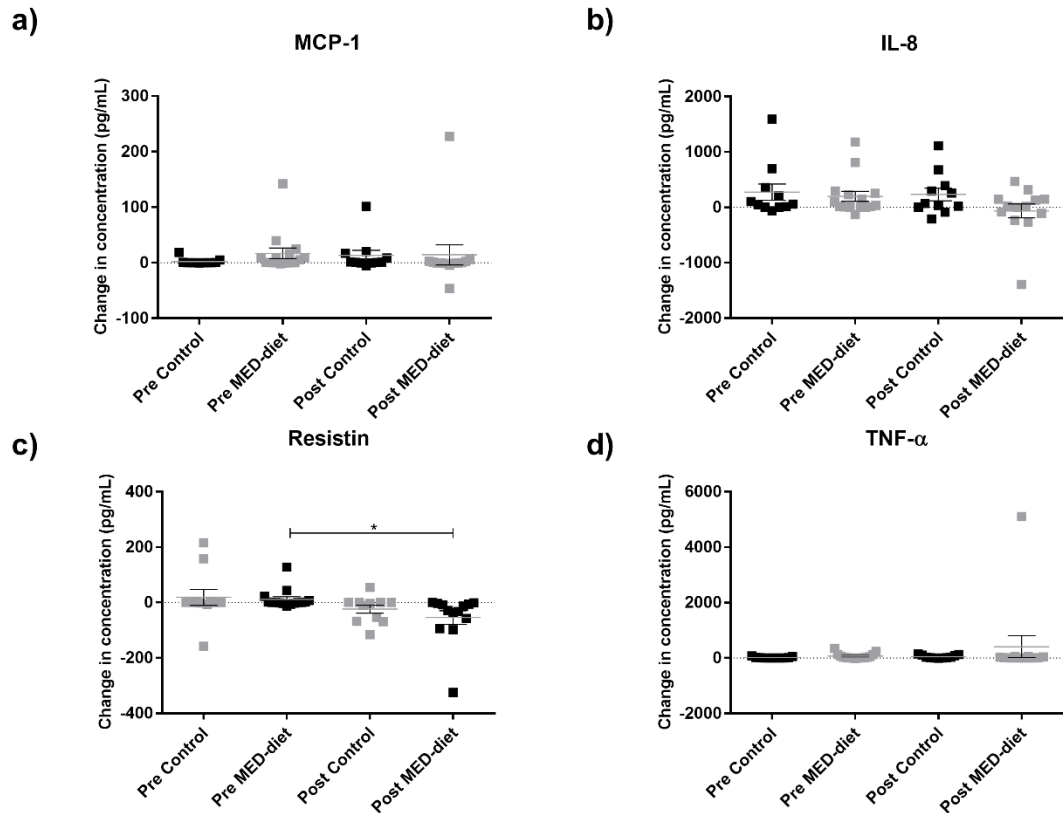 a)
MCP-1
Change in concentration (pg/mL)
300
200
100
0
-100
Pre Control
Pre MED-diet
Post Control
Post MED-diet
b)
IL-8
Change in concentration (pg/mL)
2000
1000
0
-1000
-2000
Pre Control
Pre MED-diet
Post Control
Post MED-diet
c)
Resistin
Change in concentration (pg/mL)
400
200
0
-200
-400
*
Pre Control
Pre MED-diet
Post Control
Post MED-diet
d)
TNF-α
Change in concentration (pg/mL)
6000
4000
2000
0
-2000
Pre Control
Pre MED-diet
Post Control
Post MED-diet